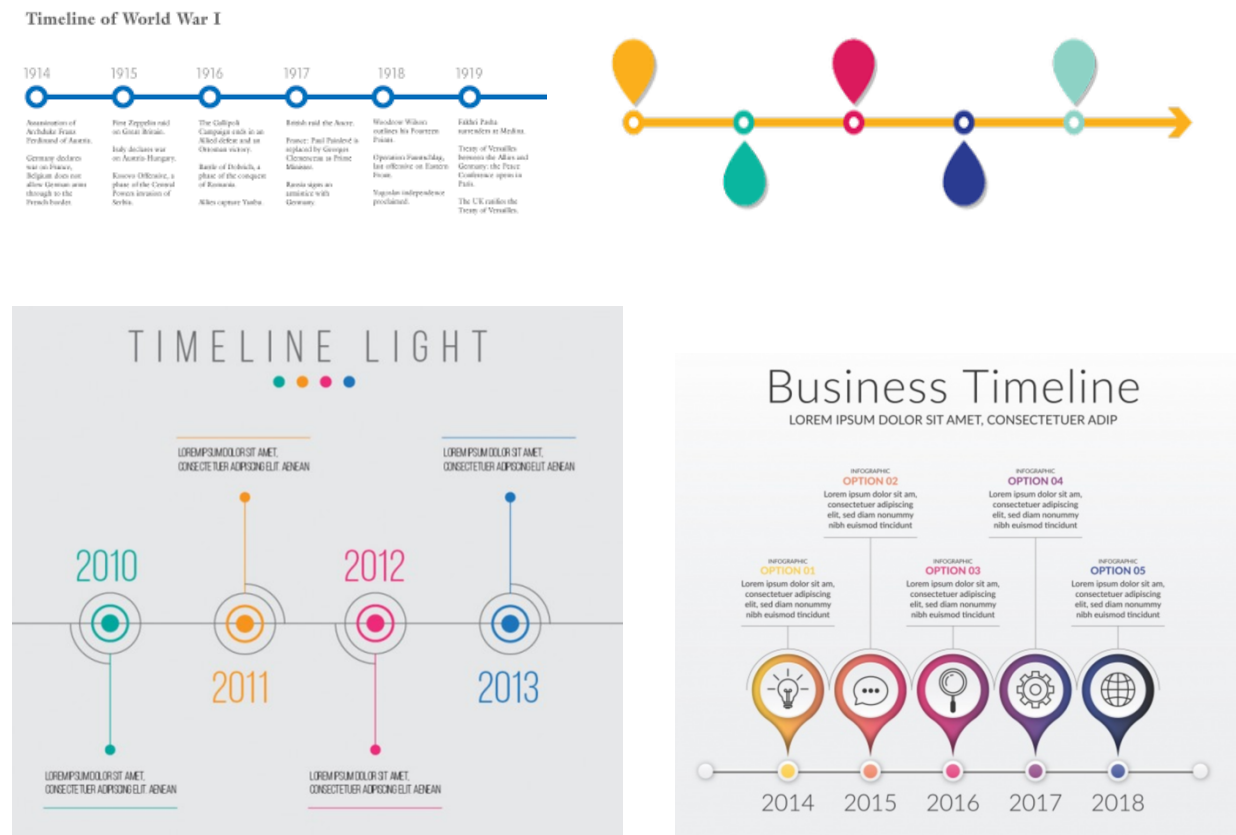 Timeline of World War I
1914
Assassination of
Archduke Franz
Ferdinand of Austria.
Germany declares
war on France,
Belgium does not
allow German arms
through to the
French border
1915
First Zeppelin raid
on Great Britain.
Italy declares war
on Austria-Hungary.
Kosovo Offensive, a
phase of the Central
Powers invasion of
Serbia.
1916
The Gallipoli
Campaign ends in an
Allied defeat and an
Ottoman victory.
Battle of Dobrich, a
phase of the conquest
of Romania.
Allies capture Yanbu.
1917
British raid the Ancre.
France: Paul Painlevé is
replaced by Georges
Clemenceau as Prime
Minister.
Russia signs an
armistice with
Germany.
1918
Woodrow Wilson
outlines his Fourteen
Points.
Operation Faustschlag,
last offensive on Eastern
Front.
Yugoslav independence
proclaimed.
1919
Fakhri Pasha
surrenders at Medina.
Treaty of Versailles
between the Allies and
Germany: the Peace
Conference opens in
Paris.
The UK ratifies the
Treaty of Versailles.
TIMELINE LIGHT
LOREM IPSUM DOLOR SIT AMET,
CONSECTETUER ADIPISCING ELIT AENEAN
LOREM IPSUM DOLOR SIT AMET,
CONSECTETUER ADIPISCING ELIT AENEAN
2010
2012
2011
2013
LOREM IPSUM DOLOR SIT AMET,
CONSECTETUER ADIPISCING ELIT AENEAN
LOREM IPSUM DOLOR SIT AMET,
CONSECTETUER ADIPISCING ELIT AENEAN
Business Timeline
LOREM IPSUM DOLOR SIT AMET, CONSECTETUER ADIP
INFOGRAPHIC
OPTION 02
Lorem ipsum dolor sit am,
consectetuer adipiscing
elit, sed diam nonummy
nibh euismod tincidunt
INFOGRAPHIC
OPTION 04
Lorem ipsum dolor sit am,
consectetuer adipiscing
elit, sed diam nonummy
nibh euismod tincidunt
INFOGRAPHIC
OPTION 01
Lorem ipsum dolor sit am,
consectetuer adipiscing
elit, sed diam nonummy
nibh euismod tincidunt
INFOGRAPHIC
OPTION 03
Lorem ipsum dolor sit am,
consectetuer adipiscing
elit, sed diam nonummy
nibh euismod tincidunt
INFOGRAPHIC
OPTION 05
Lorem ipsum dolor sit am,
consectetuer adipiscing
elit, sed diam nonummy
nibh euismod tincidunt
2014
2015
2016
2017
2018